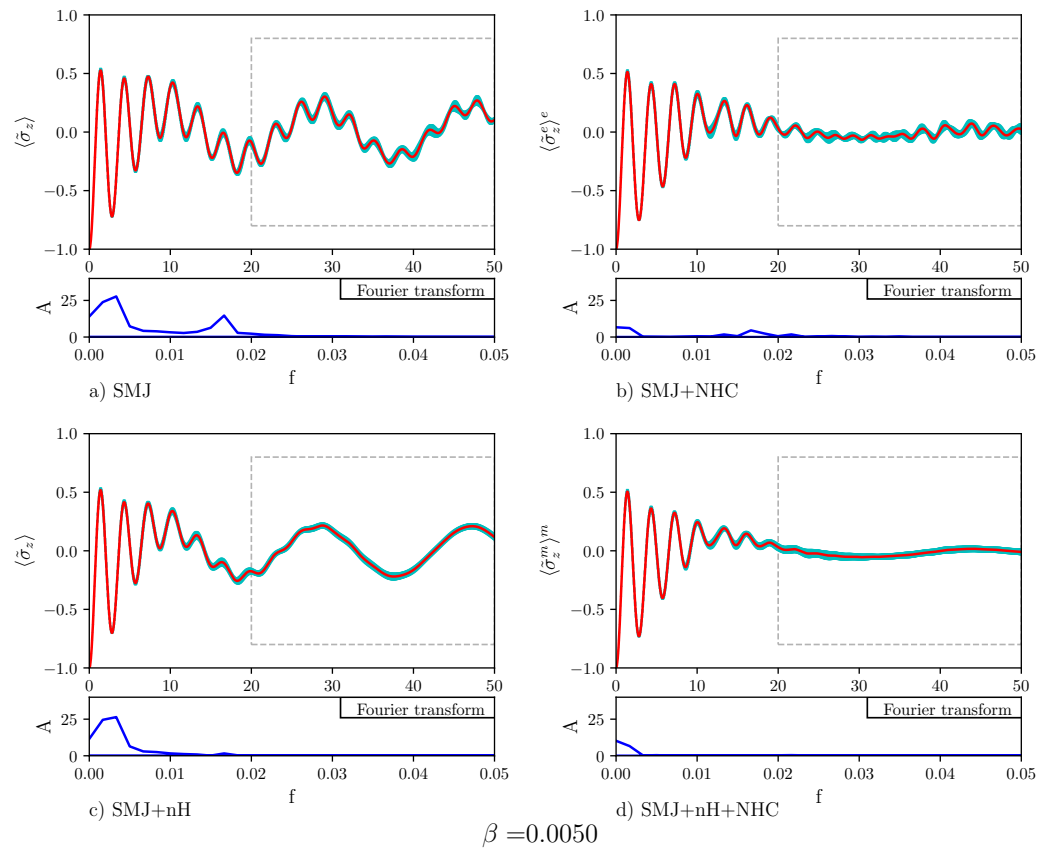 1.0
0.5
0.0
−0.5
−1.0
⟨σ̃_z⟩
0 10 20 30 40 50
Fourier transform
25
0
A
0.00 0.01 0.02 0.03 0.04 0.05
f
a) SMJ
1.0
0.5
0.0
−0.5
−1.0
⟨σ̃_z^e⟩^e
0 10 20 30 40 50
Fourier transform
25
0
A
0.00 0.01 0.02 0.03 0.04 0.05
f
b) SMJ+NHC
1.0
0.5
0.0
−0.5
−1.0
⟨σ̃_z⟩
0 10 20 30 40 50
Fourier transform
25
0
A
0.00 0.01 0.02 0.03 0.04 0.05
f
c) SMJ+nH
1.0
0.5
0.0
−0.5
−1.0
⟨σ̃_z^m⟩^m
0 10 20 30 40 50
Fourier transform
25
0
A
0.00 0.01 0.02 0.03 0.04 0.05
f
d) SMJ+nH+NHC
β =0.0050